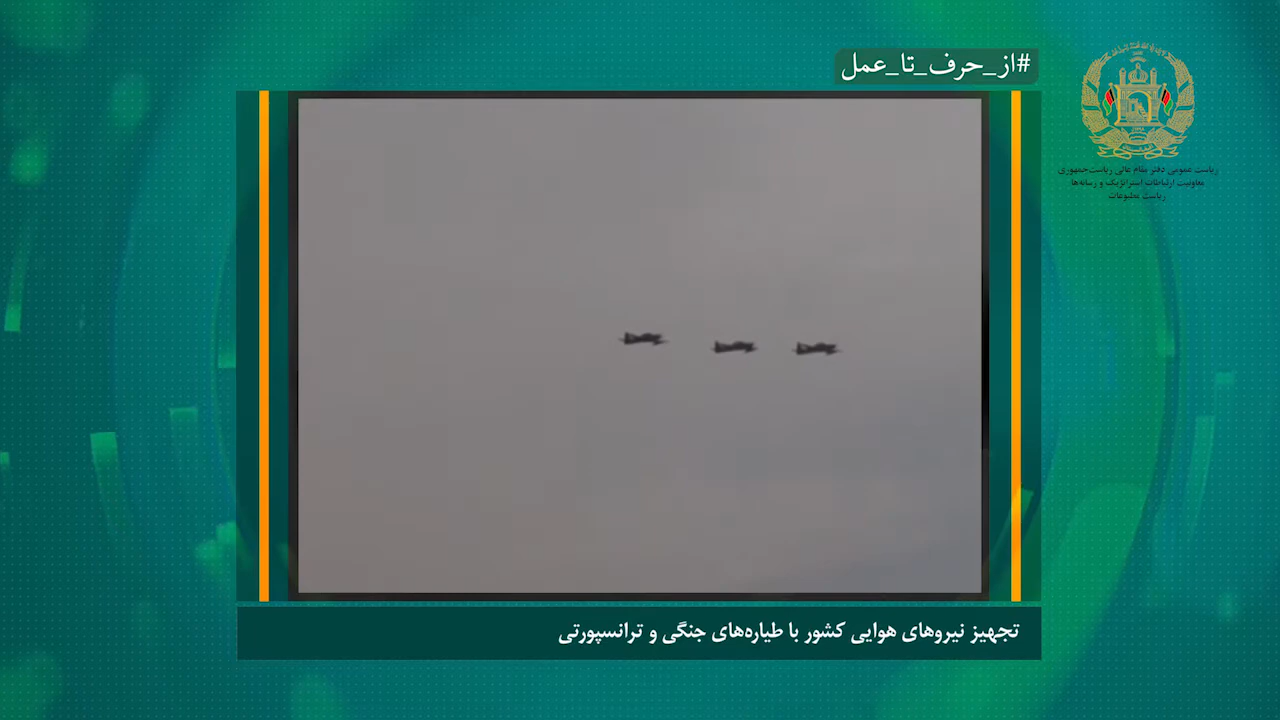 #از_حرف_تا_عمل
ریاست عمومی دفتر مقام عالی ریاست‌جمهوری
معاونیت ارتباطات استراتژیک و رسانه‌ها
ریاست مطبوعات
تجهیز نیروهای هوایی کشور با طیاره‌های جنگی و ترانسپورتی